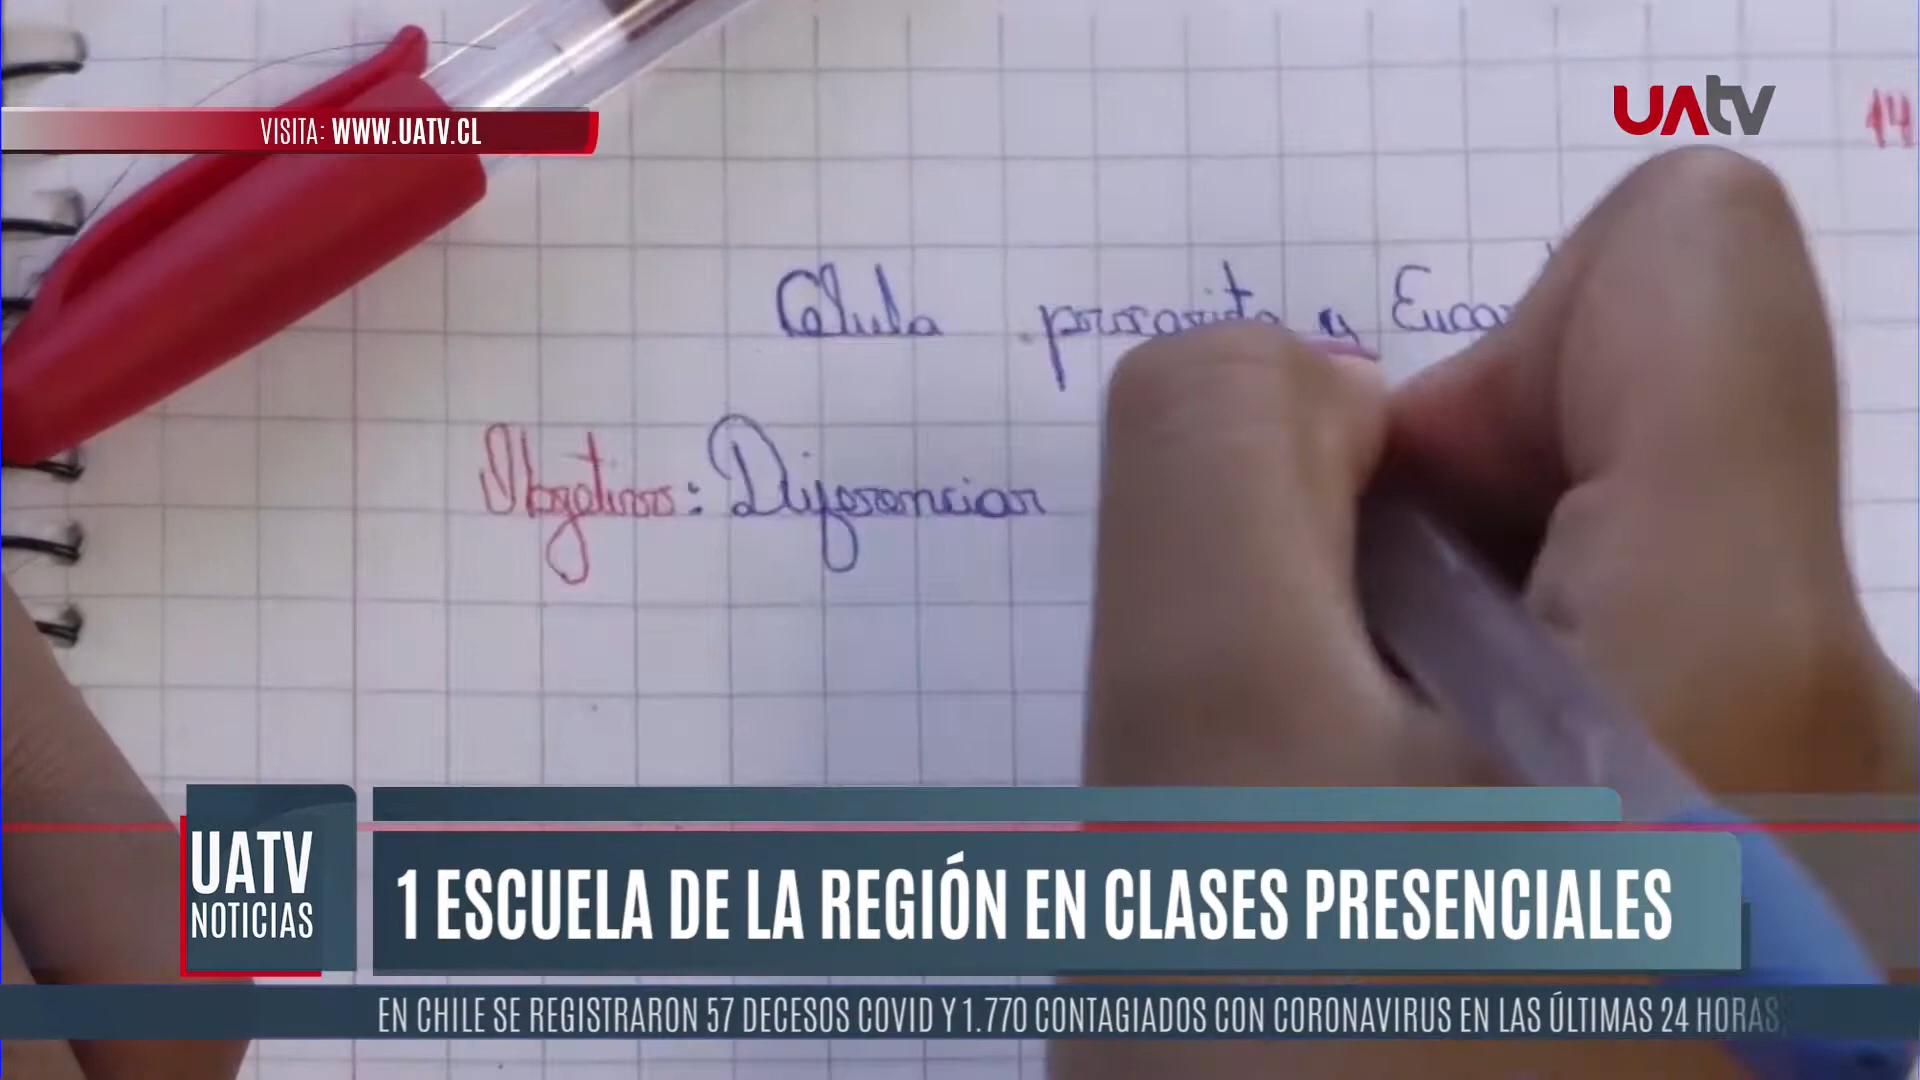 VISITA: WWW.UATV.CL
UATV
14
Célula procarionte y Eucar
Objetivo: Diferenciar
UATV
NOTICIAS
1 ESCUELA DE LA REGIÓN EN CLASES PRESENCIALES
EN CHILE SE REGISTRARON 57 DECESOS COVID Y 1.770 CONTAGIADOS CON CORONAVIRUS EN LAS ÚLTIMAS 24 HORAS,